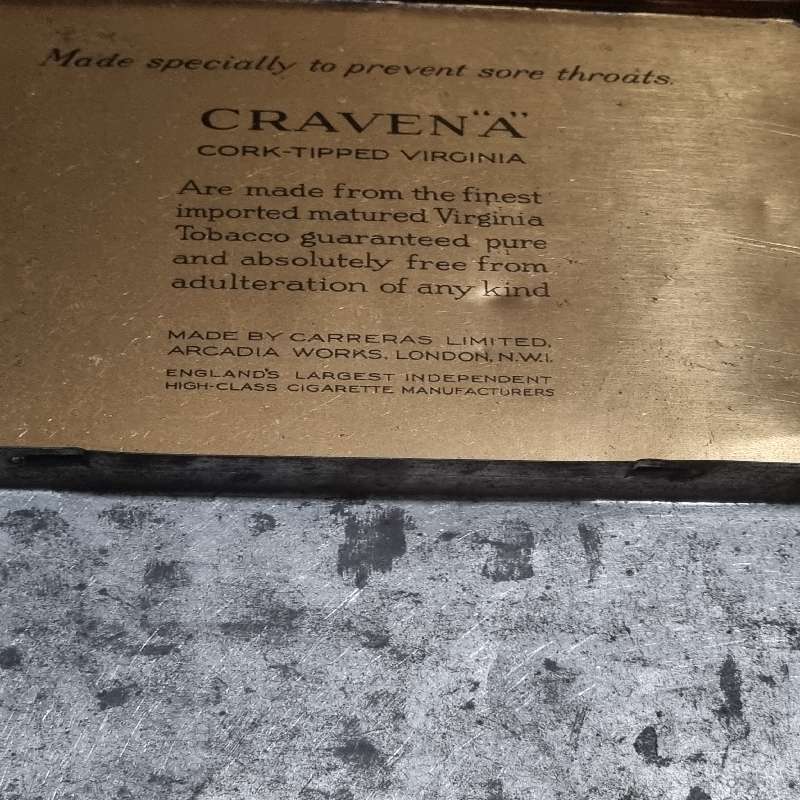 Made specially to prevent sore throats.
CRAVEN "A"
CORK-TIPPED VIRGINIA
Are made from the finest
imported matured Virginia
Tobacco guaranteed pure
and absolutely free from
adulteration of any kind
MADE BY CARRERAS LIMITED,
ARCADIA WORKS, LONDON, N.W.1.
ENGLAND'S LARGEST INDEPENDENT
HIGH-CLASS CIGARETTE MANUFACTURERS